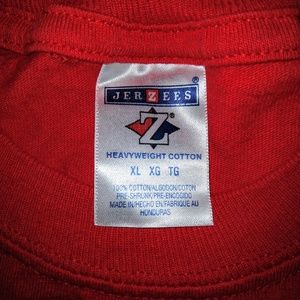 JERZEES
Z
HEAVYWEIGHT COTTON
XL XG TG
100% COTTON/ALGODON/COTON
PRE-SHRUNK/PRE-ENCOGIDO
MADE IN/HECHO EN/FABRIQUE AU
HONDURAS